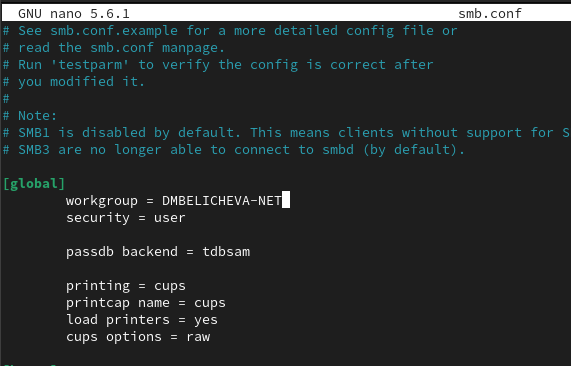 GNU nano 5.6.1 smb.conf
# See smb.conf.example for a more detailed config file or
# read the smb.conf manpage.
# Run 'testparm' to verify the config is correct after
# you modified it.
#
# Note:
# SMB1 is disabled by default. This means clients without support for S
# SMB3 are no longer able to connect to smbd (by default).
[global]
workgroup = DMBELICHEVA-NET
security = user
passdb backend = tdbsam
printing = cups
printcap name = cups
load printers = yes
cups options = raw